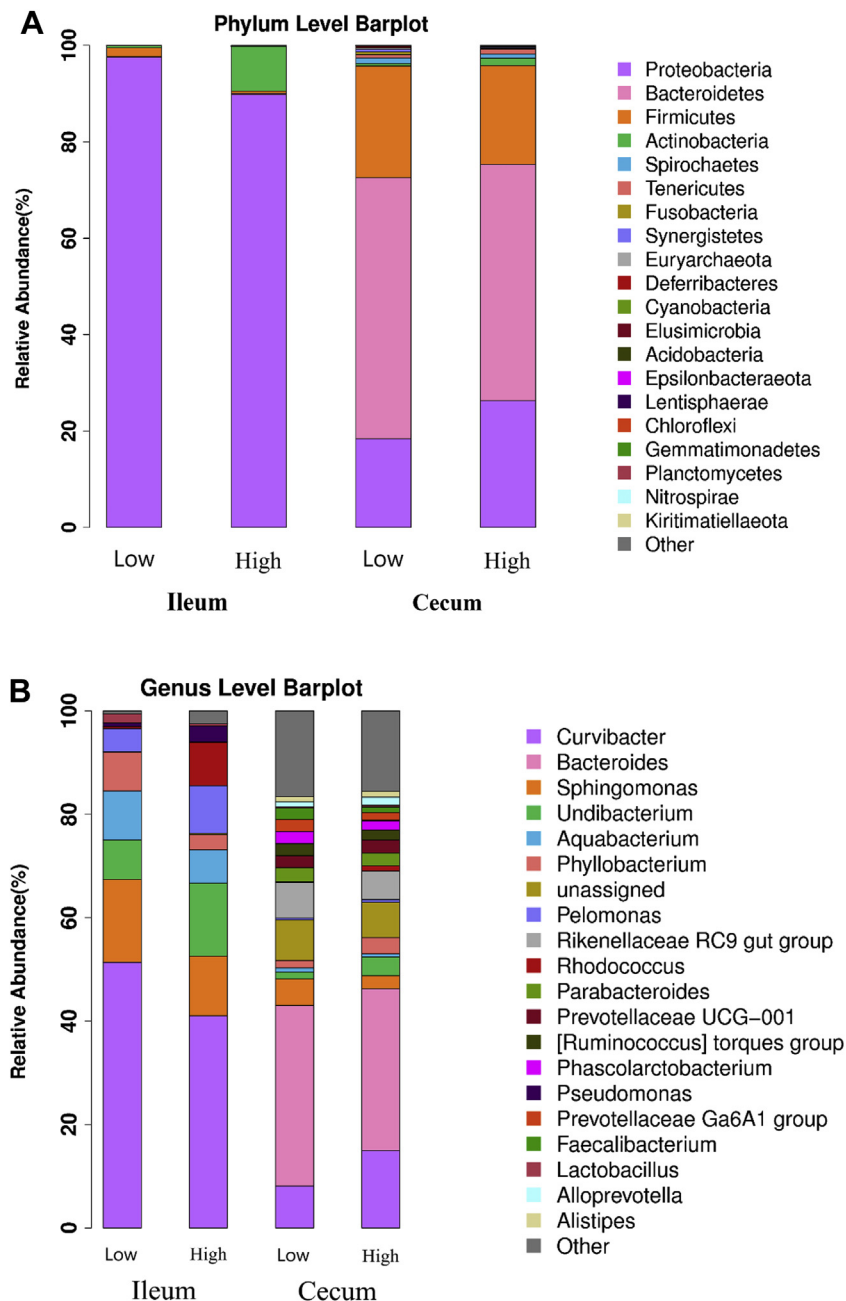 A
Phylum Level Barplot
Relative Abundance(%)
100
80
60
40
20
0
Low
High
Low
High
Ileum
Cecum
Proteobacteria
Bacteroidetes
Firmicutes
Actinobacteria
Spirochaetes
Tenericutes
Fusobacteria
Synergistetes
Euryarchaeota
Deferribacteres
Cyanobacteria
Elusimicrobia
Acidobacteria
Epsilonbacteraeota
Lentisphaerae
Chloroflexi
Gemmatimonadetes
Planctomycetes
Nitrospirae
Kiritimatiellaeota
Other
B
Genus Level Barplot
Relative Abundance(%)
100
80
60
40
20
0
Low
High
Low
High
Ileum
Cecum
Curvibacter
Bacteroides
Sphingomonas
Undibacterium
Aquabacterium
Phyllobacterium
unassigned
Pelomonas
Rikenellaceae RC9 gut group
Rhodococcus
Parabacteroides
Prevotellaceae UCG−001
[Ruminococcus] torques group
Phascolarctobacterium
Pseudomonas
Prevotellaceae Ga6A1 group
Faecalibacterium
Lactobacillus
Alloprevotella
Alistipes
Other